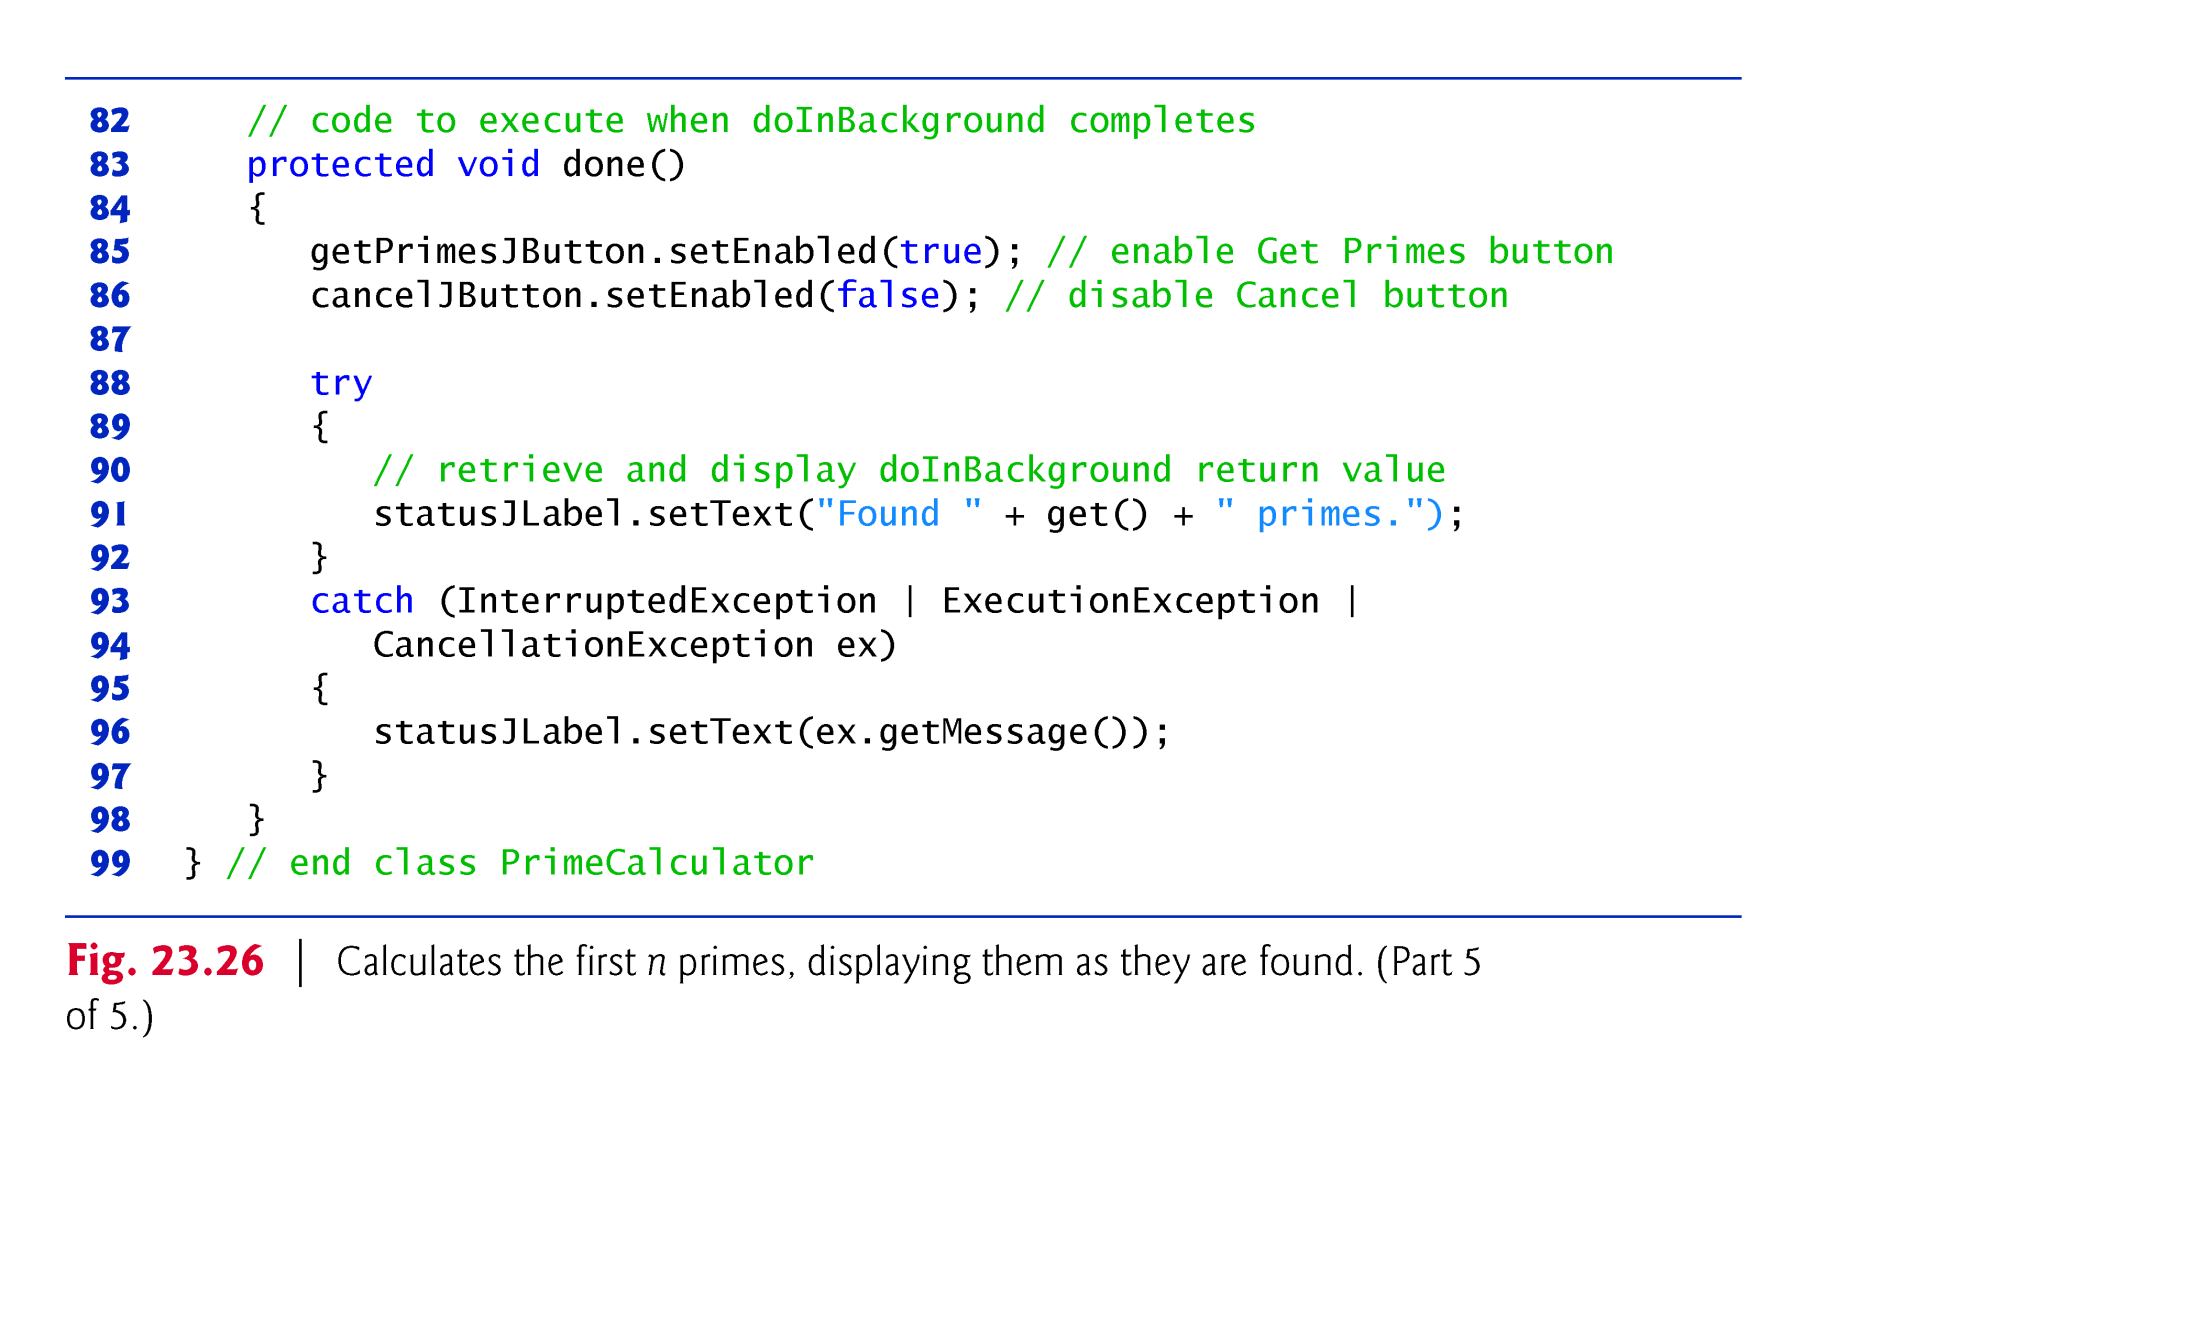 82 // code to execute when doInBackground completes
83 protected void done()
84 {
85 getPrimesJButton.setEnabled(true); // enable Get Primes button
86 cancelJButton.setEnabled(false); // disable Cancel button
87
88 try
89 {
90 // retrieve and display doInBackground return value
91 statusJLabel.setText("Found " + get() + " primes.");
92 }
93 catch (InterruptedException | ExecutionException |
94 CancellationException ex)
95 {
96 statusJLabel.setText(ex.getMessage());
97 }
98 }
99 } // end class PrimeCalculator
Fig. 23.26 | Calculates the first n primes, displaying them as they are found. (Part 5
of 5.)